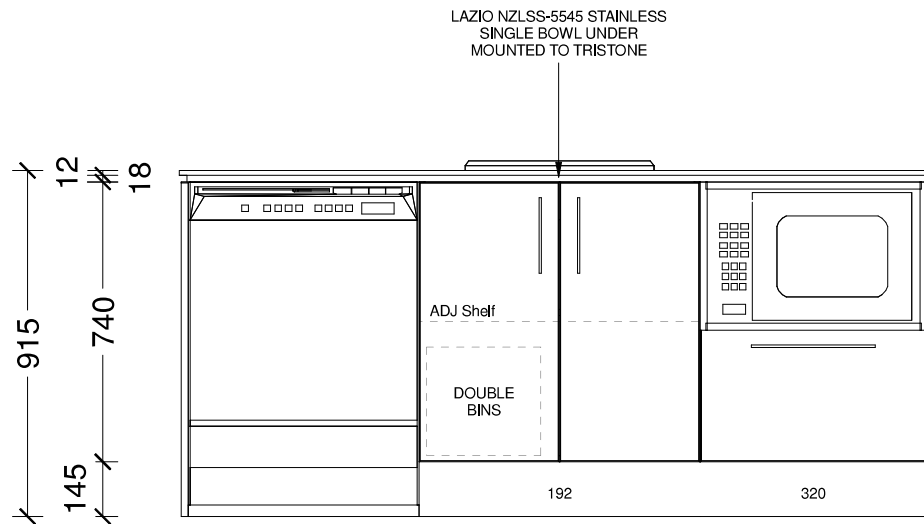 LAZIO NZLSS-5545 STAINLESS
SINGLE BOWL UNDER
MOUNTED TO TRISTONE
12
18
915
740
145
ADJ Shelf
DOUBLE
BINS
192
320